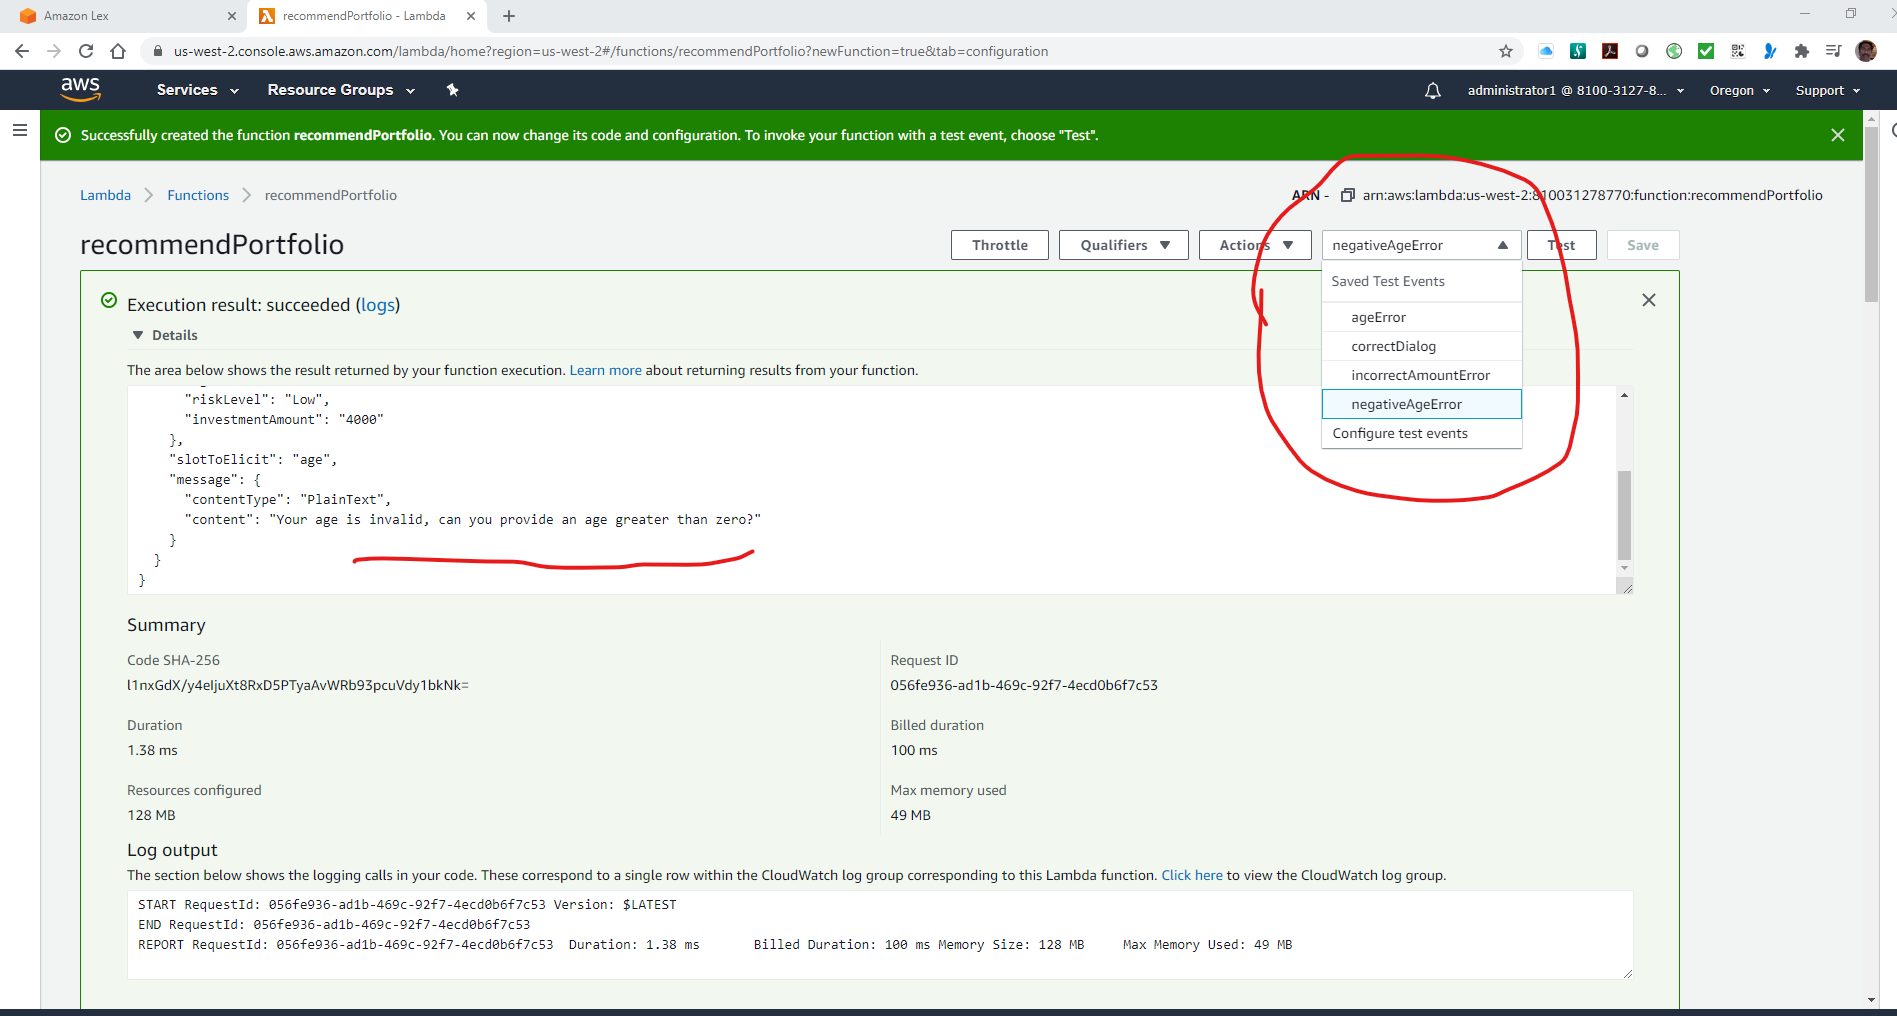 Amazon Lex
recommendPortfolio - Lambda
us-west-2.console.aws.amazon.com/lambda/home?region=us-west-2#/functions/recommendPortfolio?newFunction=true&tab=configuration
aws
Services
Resource Groups
administrator1 @ 8100-3127-8...
Oregon
Support
Successfully created the function recommendPortfolio. You can now change its code and configuration. To invoke your function with a test event, choose "Test".
Lambda
Functions
recommendPortfolio
ARN - arn:aws:lambda:us-west-2:810031278770:function:recommendPortfolio
recommendPortfolio
Throttle
Qualifiers
Actions
negativeAgeError
Test
Save
Saved Test Events
ageError
correctDialog
incorrectAmountError
negativeAgeError
Configure test events
Execution result: succeeded (logs)
Details
The area below shows the result returned by your function execution. Learn more about returning results from your function.
"riskLevel": "Low",
"investmentAmount": "4000"
},
"slotToElicit": "age",
"message": {
"contentType": "PlainText",
"content": "Your age is invalid, can you provide an age greater than zero?"
}
}
}
Summary
Code SHA-256
l1nxGdX/y4eIjuXt8RxD5PTyaAvWRb93pcuVdy1bkNk=
Request ID
056fe936-ad1b-469c-92f7-4ecd0b6f7c53
Duration
1.38 ms
Billed duration
100 ms
Resources configured
128 MB
Max memory used
49 MB
Log output
The section below shows the logging calls in your code. These correspond to a single row within the CloudWatch log group corresponding to this Lambda function. Click here to view the CloudWatch log group.
START RequestId: 056fe936-ad1b-469c-92f7-4ecd0b6f7c53 Version: $LATEST
END RequestId: 056fe936-ad1b-469c-92f7-4ecd0b6f7c53
REPORT RequestId: 056fe936-ad1b-469c-92f7-4ecd0b6f7c53 Duration: 1.38 ms Billed Duration: 100 ms Memory Size: 128 MB Max Memory Used: 49 MB